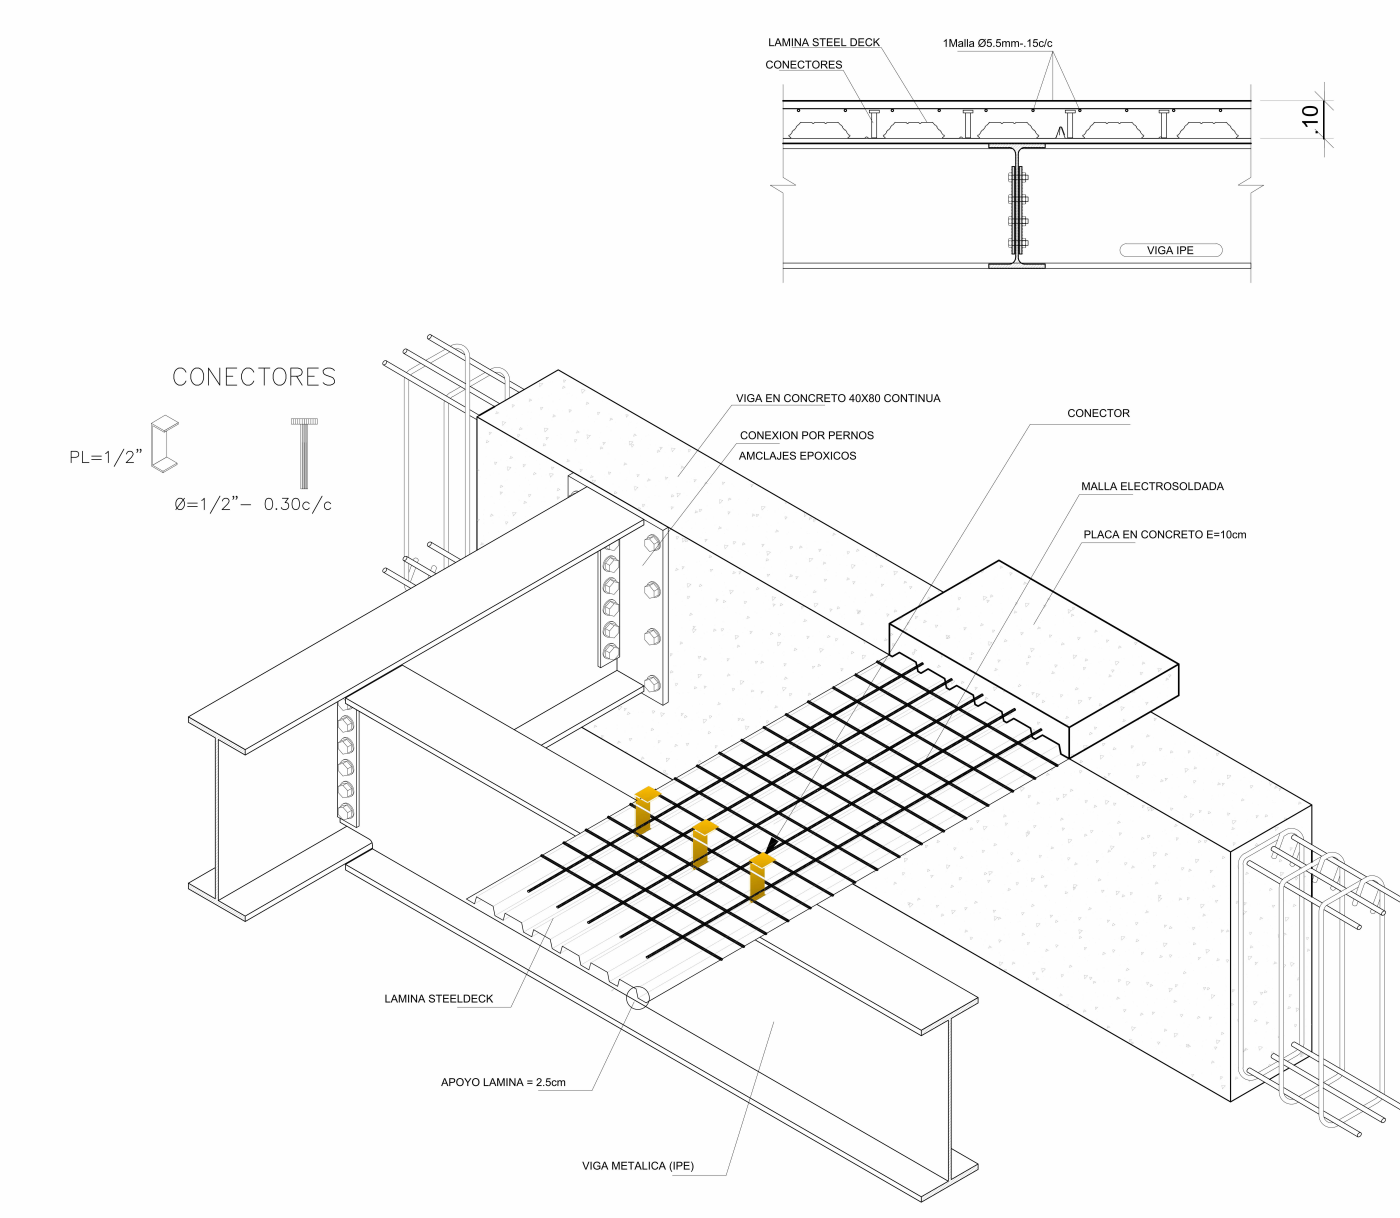 LAMINA STEEL DECK
1Malla Ø5.5mm-.15c/c
CONECTORES
.10
VIGA IPE
CONECTORES
PL=1/2”
Ø=1/2”– 0.30c/c
VIGA EN CONCRETO 40X80 CONTINUA
CONECTOR
CONEXION POR PERNOS
AMCLAJES EPOXICOS
MALLA ELECTROSOLDADA
PLACA EN CONCRETO E=10cm
LAMINA STEELDECK
APOYO LAMINA = 2.5cm
VIGA METALICA (IPE)